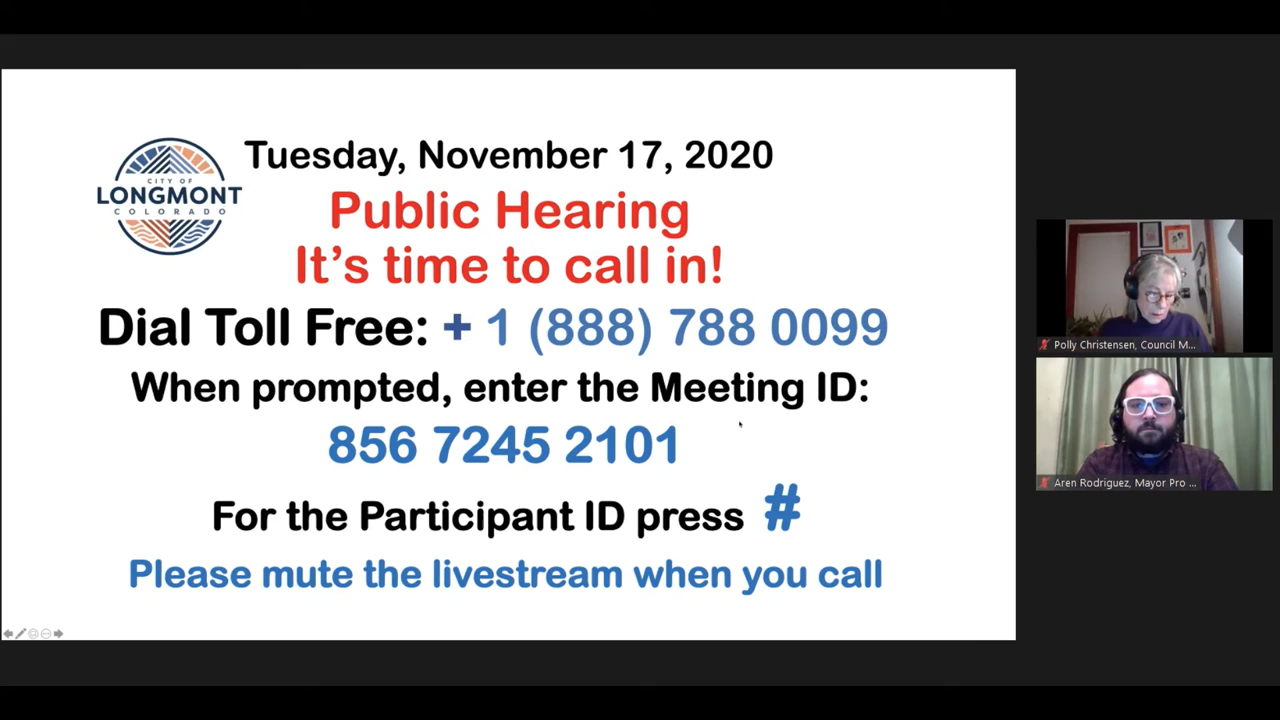 CITY OF
LONGMONT
COLORADO
Tuesday, November 17, 2020
Public Hearing
It's time to call in!
Dial Toll Free: + 1 (888) 788 0099
When prompted, enter the Meeting ID:
856 7245 2101
For the Participant ID press #
Please mute the livestream when you call
Polly Christensen, Council M...
Aren Rodriguez, Mayor Pro ...